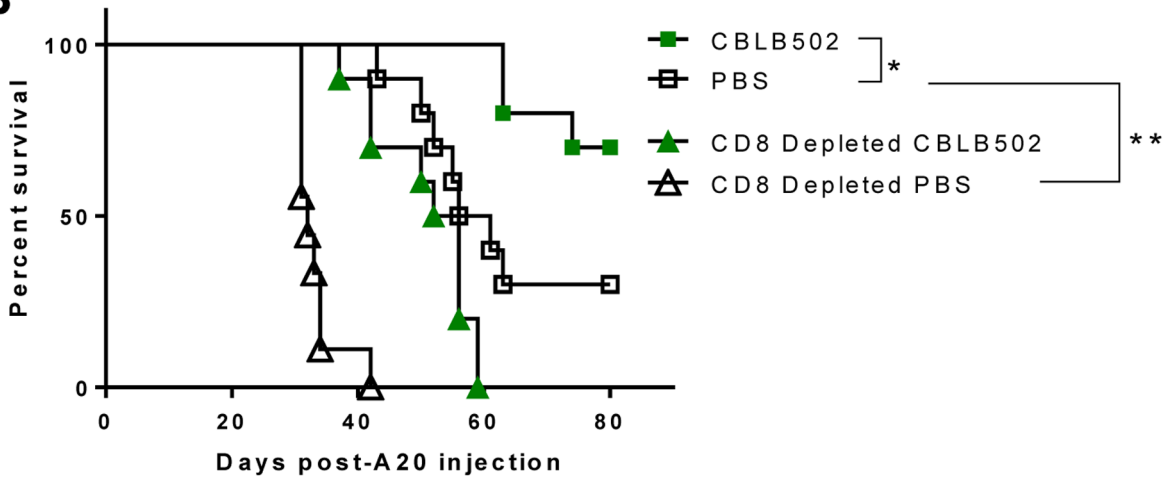 100
50
0
Percent survival
0 20 40 60 80
Days post-A20 injection
CBLB502
PBS
*
CD8 Depleted CBLB502
CD8 Depleted PBS
**